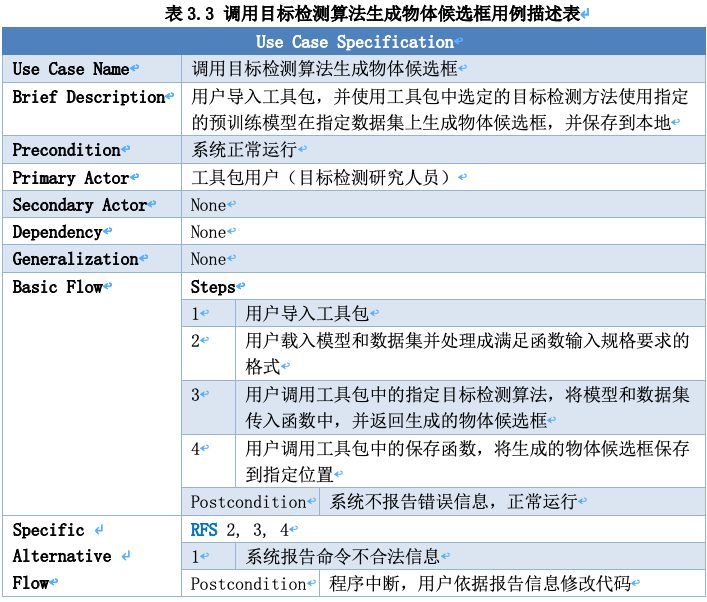 表 3.3 调用目标检测算法生成物体候选框用例描述表
Use Case Specification
Use Case Name 调用目标检测算法生成物体候选框
Brief Description 用户导入工具包，并使用工具包中选定的目标检测方法使用指定
的预训练模型在指定数据集上生成物体候选框，并保存到本地
Precondition 系统正常运行
Primary Actor 工具包用户（目标检测研究人员）
Secondary Actor None
Dependency None
Generalization None
Basic Flow Steps
1 用户导入工具包
2 用户载入模型和数据集并处理成满足函数输入规格要求的
格式
3 用户调用工具包中的指定目标检测算法，将模型和数据集
传入函数中，并返回生成的物体候选框
4 用户调用工具包中的保存函数，将生成的物体候选框保存
到指定位置
Postcondition 系统不报告错误信息，正常运行
Specific RFS 2, 3, 4
Alternative 1 系统报告命令不合法信息
Flow Postcondition 程序中断，用户依据报告信息修改代码